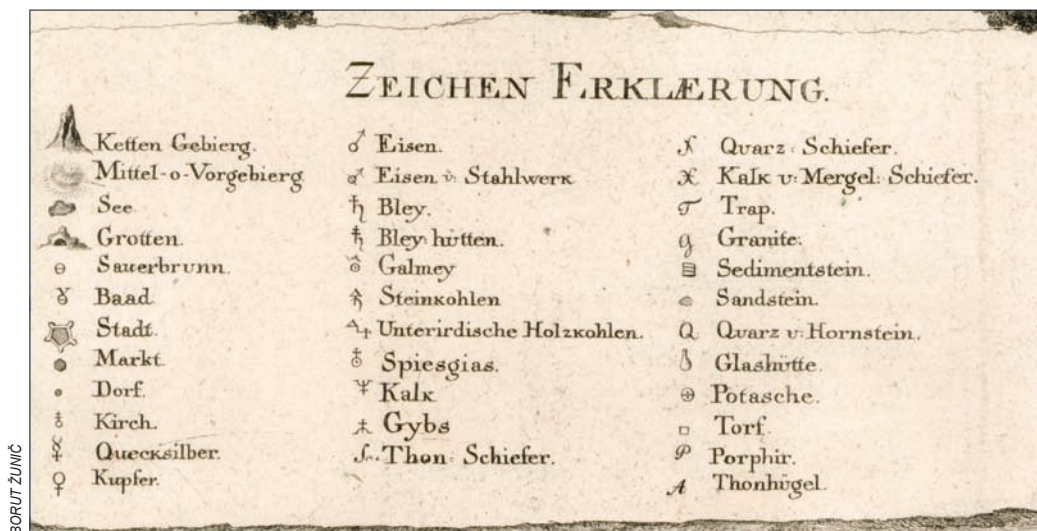 ZEICHEN ERKLÆRUNG.
Ketten Gebierg.
Mittel-o-Vorgebierg
See
Grotten.
Sauerbrunn.
Baad
Stadt.
Markt
Dorf.
Kirch.
Quecksilber.
Kupfer.
Eisen.
Eisen ù: Stahlwerk
Bley.
Bley: hütten.
Galmey
Steinkohlen
Unterirdische Holzkohlen.
Spiesglas.
Kalk
Gybs
Thon: Schiefer.
Qvarz: Schiefer.
Kalk v: Mergel: Schiefer.
Trap.
Granite.
Sedimentstein.
Sandstein.
Qvarz v: Hornstein.
Glashütte.
Potasche.
Torf.
Porphir.
Thonhügel.
BORUT ŽUNIČ